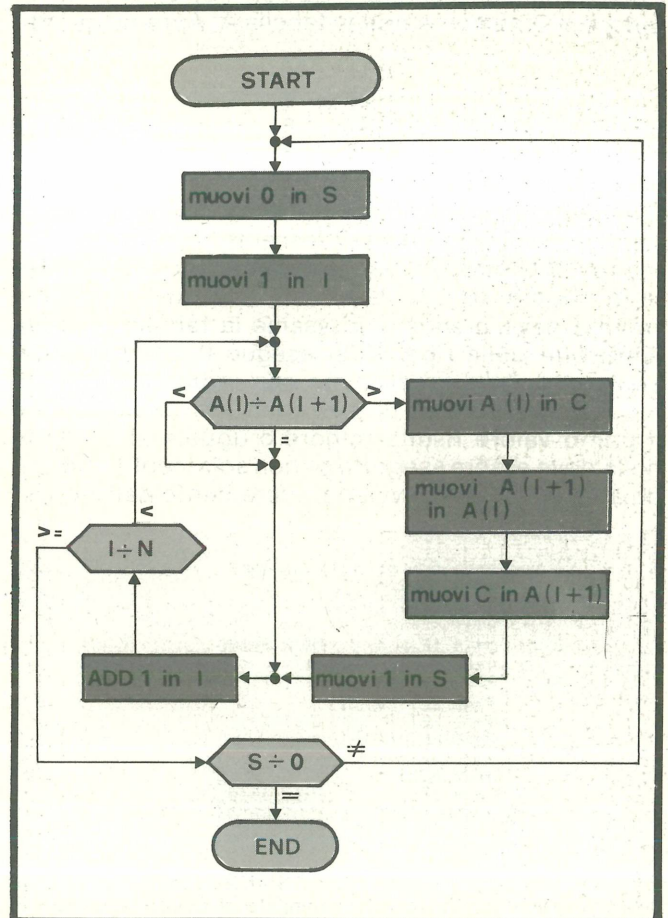 START
muovi 0 in S
muovi 1 in I
<
A(I)÷A(I+1)
>
=
muovi A (I) in C
muovi A(I+1)
in A(I)
muovi C in A(I+1)
>=
<
I÷N
ADD 1 in I
muovi 1 in S
S÷0
≠
=
END